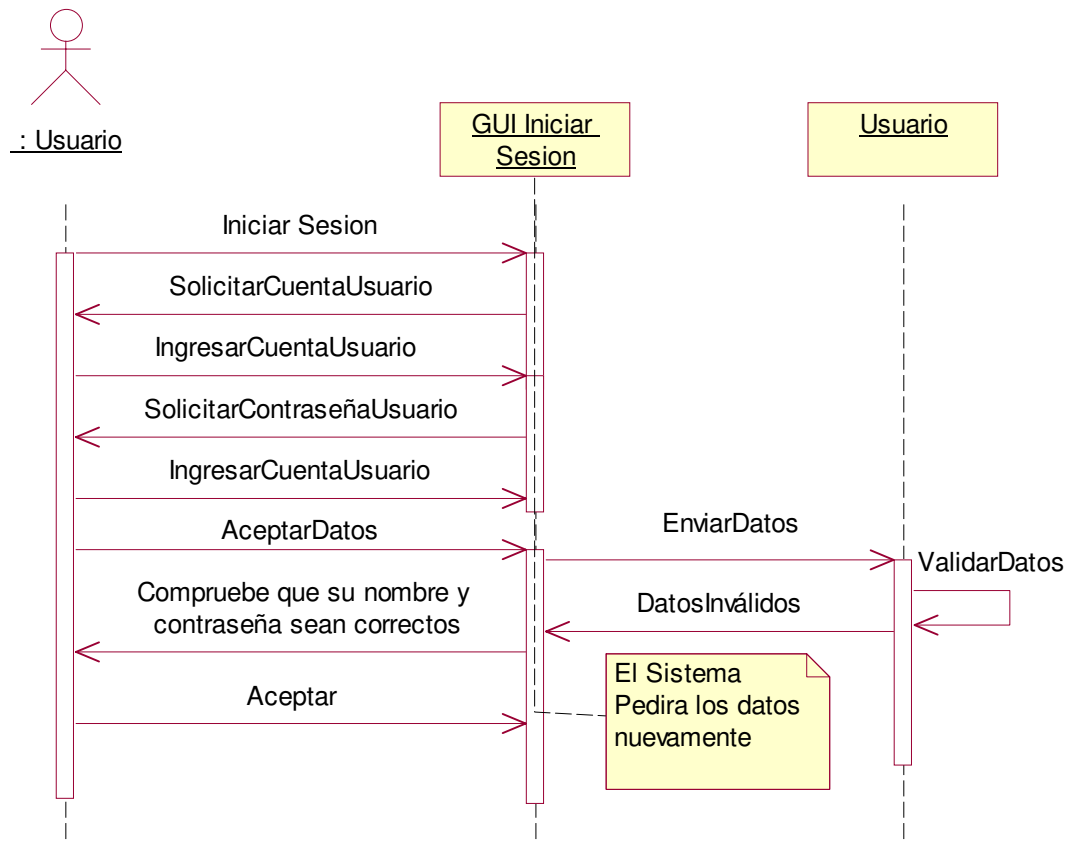 : Usuario
GUI Iniciar
Sesion
Usuario
Iniciar Sesion
SolicitarCuentaUsuario
IngresarCuentaUsuario
SolicitarContraseñaUsuario
IngresarCuentaUsuario
AceptarDatos
EnviarDatos
ValidarDatos
Compruebe que su nombre y
contraseña sean correctos
DatosInválidos
El Sistema
Pedira los datos
nuevamente
Aceptar